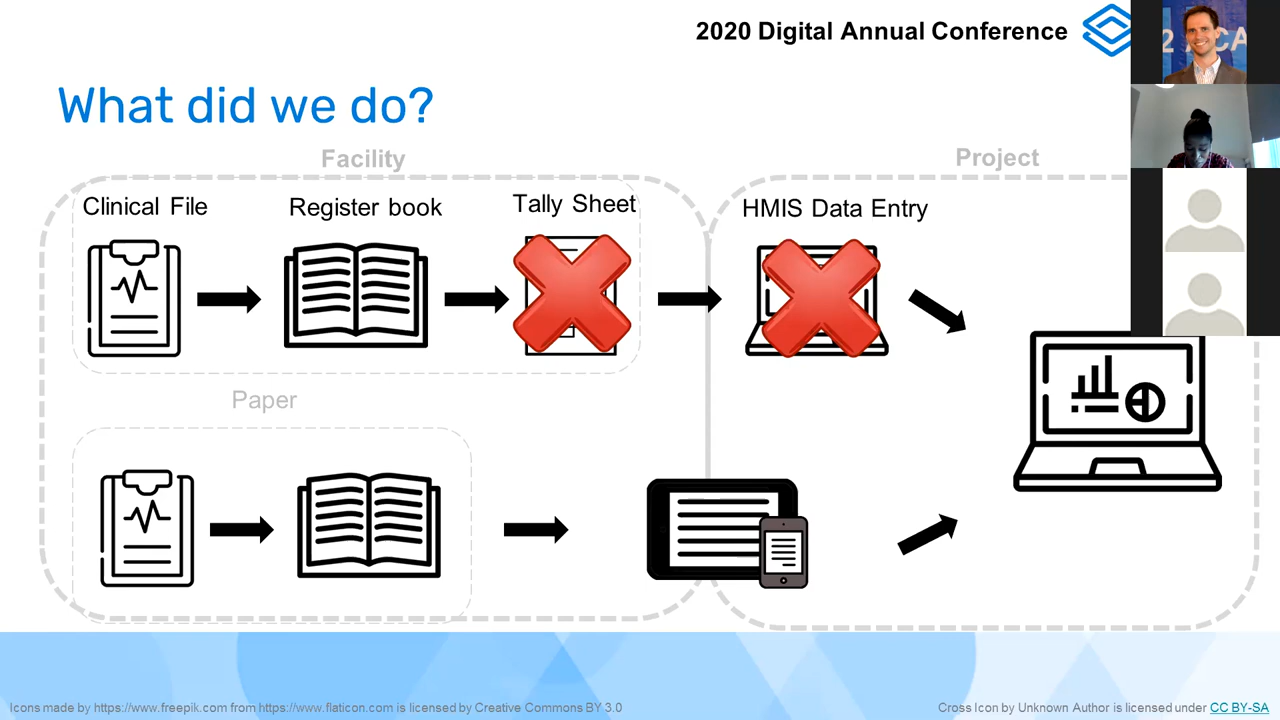 2020 Digital Annual Conference
What did we do?
Facility
Project
Clinical File
Register book
Tally Sheet
HMIS Data Entry
Paper
Icons made by https://www.freepik.com from https://www.flaticon.com is licensed by Creative Commons BY 3.0
Cross Icon by Unknown Author is licensed under CC BY-SA